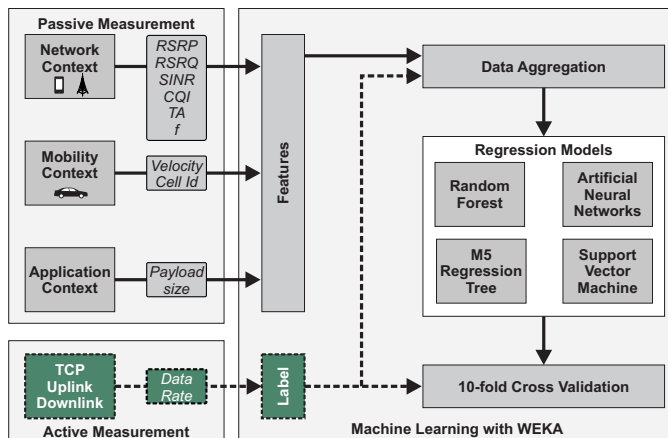 Passive Measurement
Network
Context
RSRP
RSRQ
SINR
CQI
TA
f
Mobility
Context
Velocity
Cell Id
Application
Context
Payload
size
TCP
Uplink
Downlink
Data
Rate
Active Measurement
Features
Label
Data Aggregation
Regression Models
Random
Forest
Artificial
Neural
Networks
M5
Regression
Tree
Support
Vector
Machine
10-fold Cross Validation
Machine Learning with WEKA